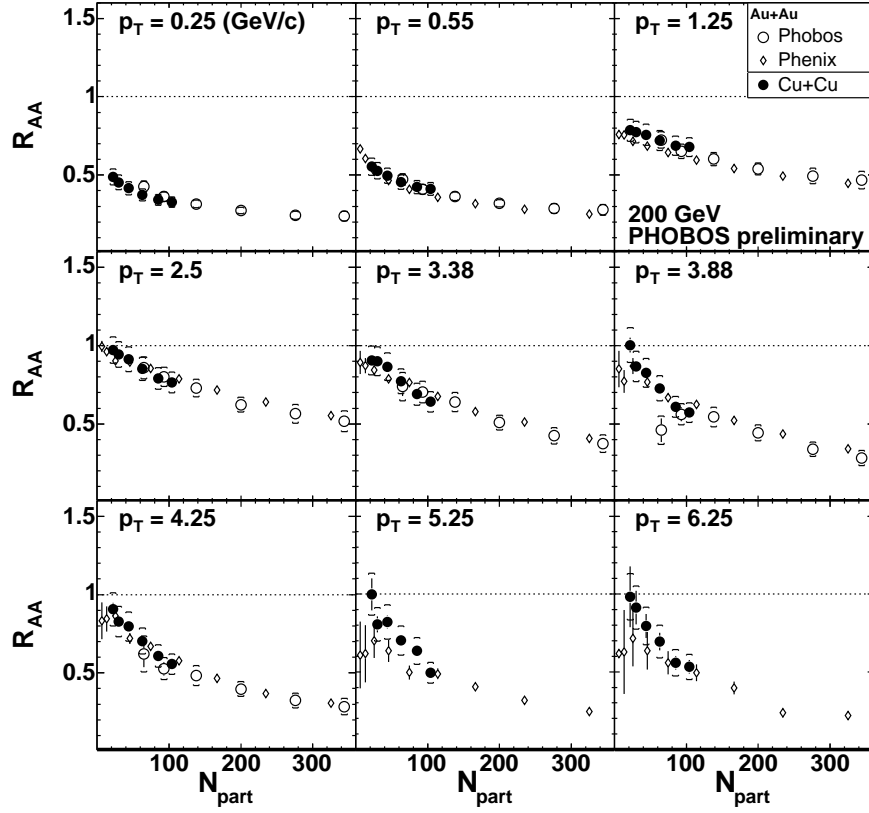 p_T = 0.25 (GeV/c)
0.55
1.25
Au+Au
Phobos
Phenix
Cu+Cu
1.5
1
0.5
R_AA
200 GeV
PHOBOS preliminary
p_T = 2.5
p_T = 3.38
p_T = 3.88
1.5
1
0.5
R_AA
p_T = 4.25
p_T = 5.25
p_T = 6.25
1.5
1
0.5
R_AA
100 200 300
100 200 300
100 200 300
N_part
N_part
N_part